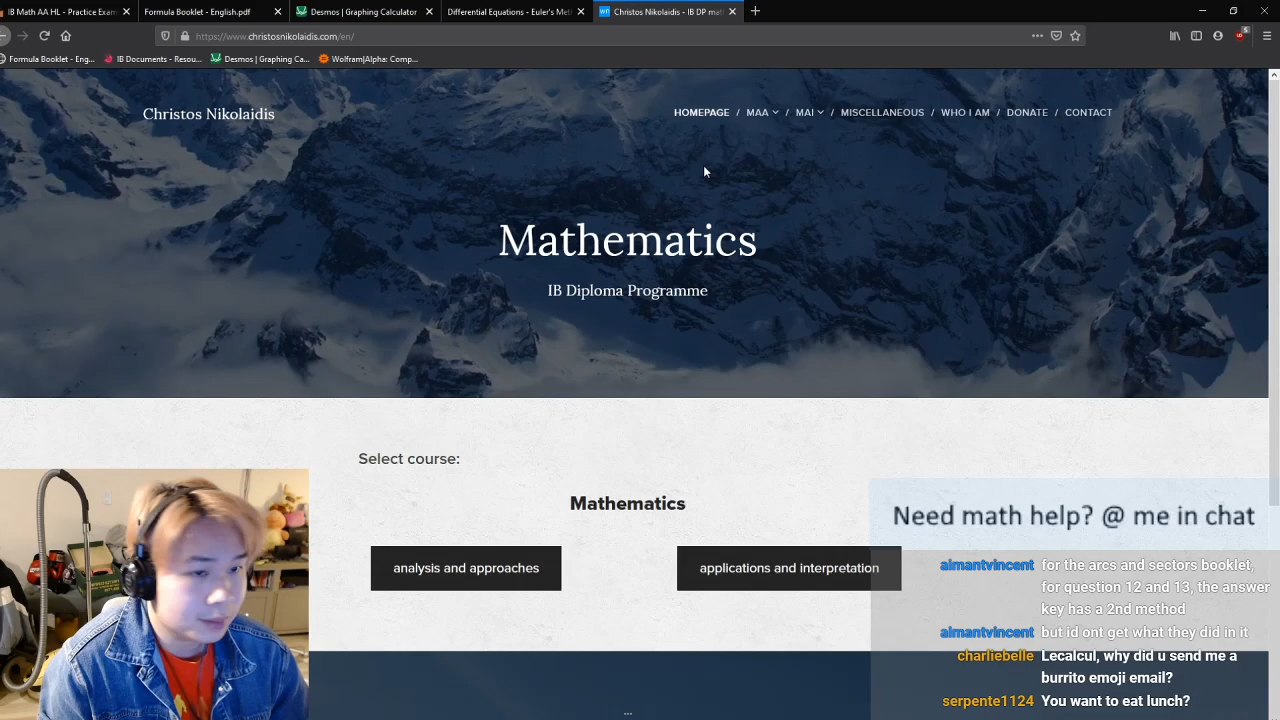 IB Math AA HL - Practice Exam
Formula Booklet - English.pdf
Desmos | Graphing Calculator
Differential Equations - Euler's Met
Christos Nikolaidis - IB DP mat
https://www.christosnikolaidis.com/en/
Formula Booklet - Eng...
IB Documents - Resou...
Desmos | Graphing Ca...
Wolfram|Alpha: Comp...
Christos Nikolaidis
HOMEPAGE / MAA / MAI / MISCELLANEOUS / WHO I AM / DONATE / CONTACT
Mathematics
IB Diploma Programme
Select course:
Mathematics
analysis and approaches
applications and interpretation
Need math help? @ me in chat
aimantvincent for the arcs and sectors booklet,
for question 12 and 13, the answer
key has a 2nd method
aimantvincent but id ont get what they did in it
charliebelle Lecalcul, why did u send me a
burrito emoji email?
serpente1124 You want to eat lunch?
...